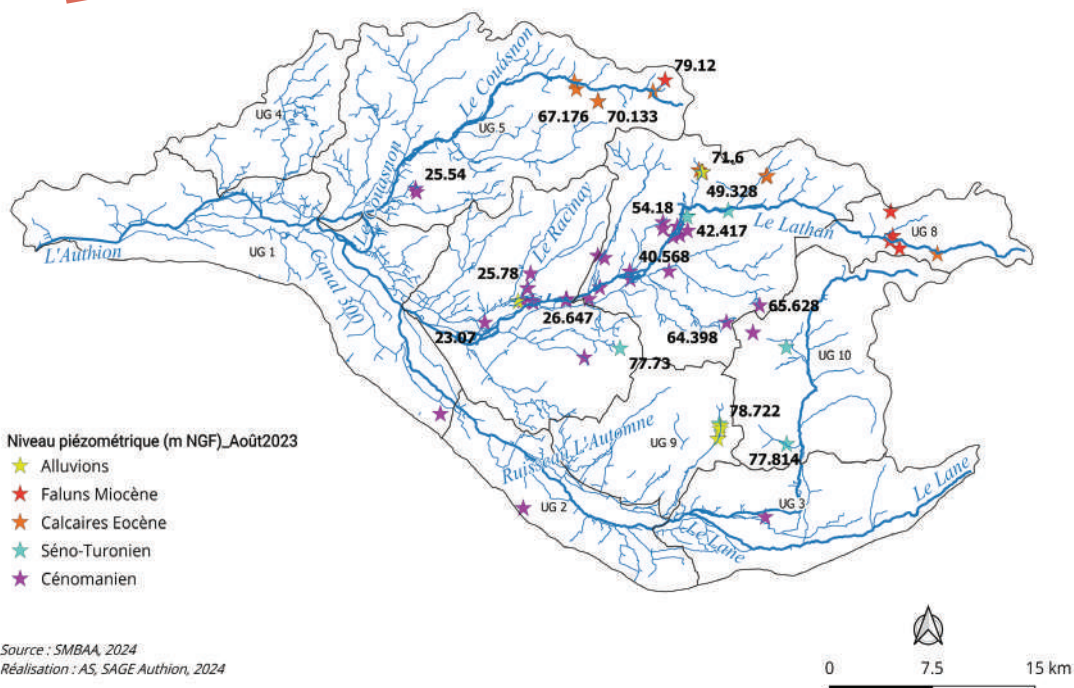 79.12
Le Couasnon
UG 4
UG 5
67.176
70.133
71,6
25.54
49.328
54.18
Le Lathan
Le Couasnon
Le Racinay
42.417
UG 8
L'Authion
UG 1
40.568
Canal 300
25.78
65.628
26.647
23.07
64.398
77.73
UG 10
78.722
Niveau piézométrique (m NGF)_Août2023
Alluvions
Faluns Miocène
Calcaires Eocène
Séno-Turonien
Cénomanien
Ruisseau L'Automne
UG 9
77.814
Le Lane
UG 2
UG 3
Le Lane
Source : SMBAA, 2024
Réalisation : AS, SAGE Authion, 2024
0 7.5 15 km